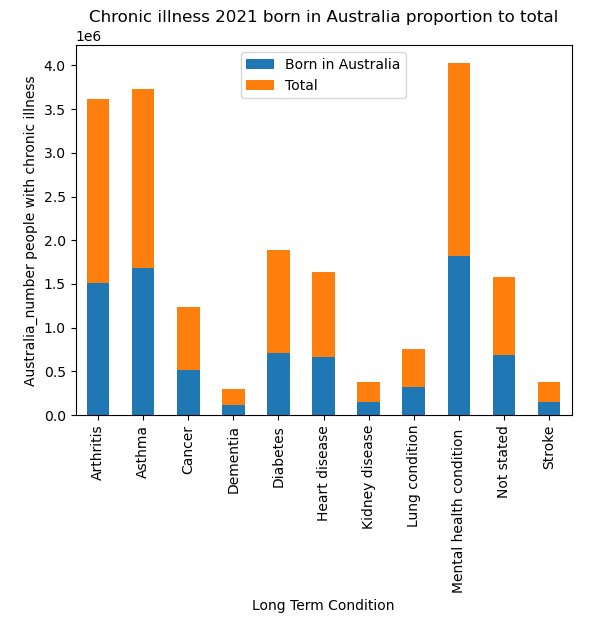 Chronic illness 2021 born in Australia proportion to total
1e6
Born in Australia
Total
Australia_number people with chronic illness
4.0
3.5
3.0
2.5
2.0
1.5
1.0
0.5
0.0
Arthritis
Asthma
Cancer
Dementia
Diabetes
Heart disease
Kidney disease
Lung condition
Mental health condition
Not stated
Stroke
Long Term Condition